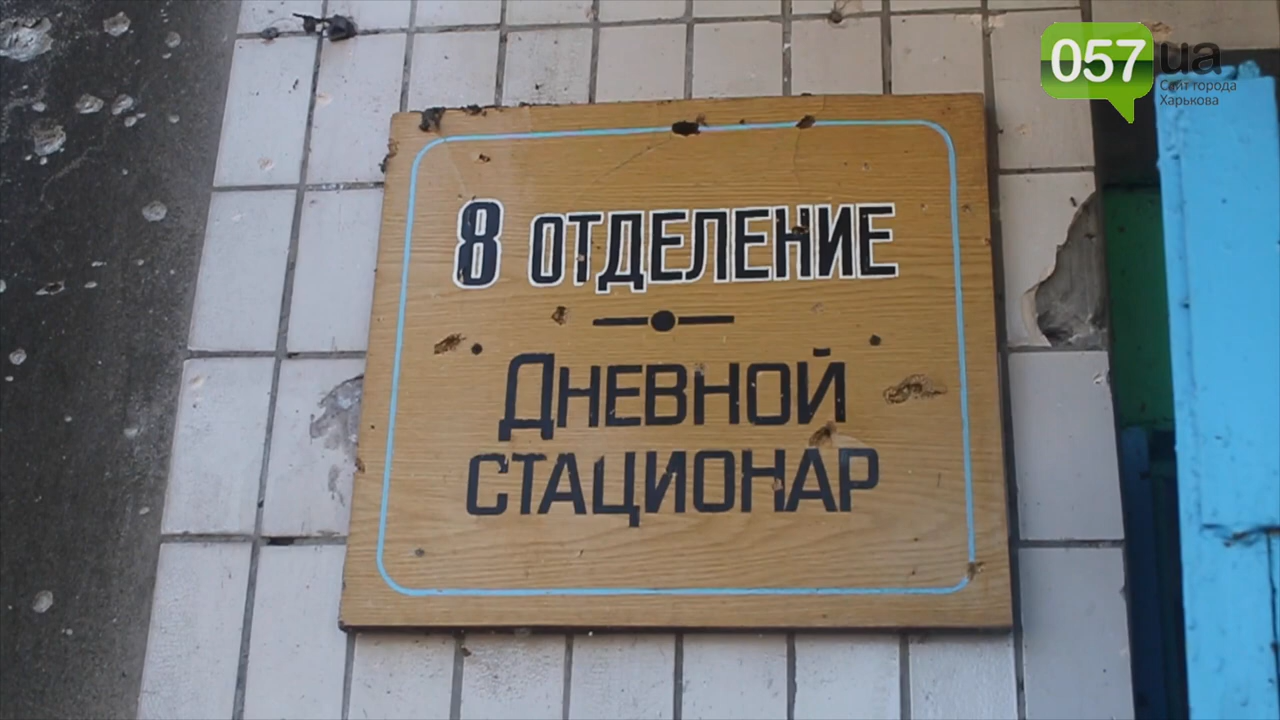 057 ua
Сайт города
Харькова
8 ОТДЕЛЕНИЕ
ДНЕВНОЙ
СТАЦИОНАР